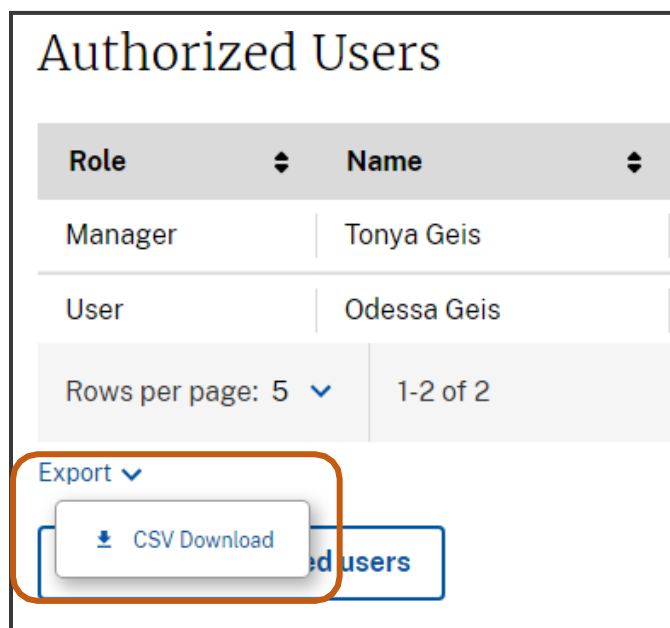 Authorized Users
Role Name
Manager Tonya Geis
User Odessa Geis
Rows per page: 5 1-2 of 2
Export
CSV Download
users